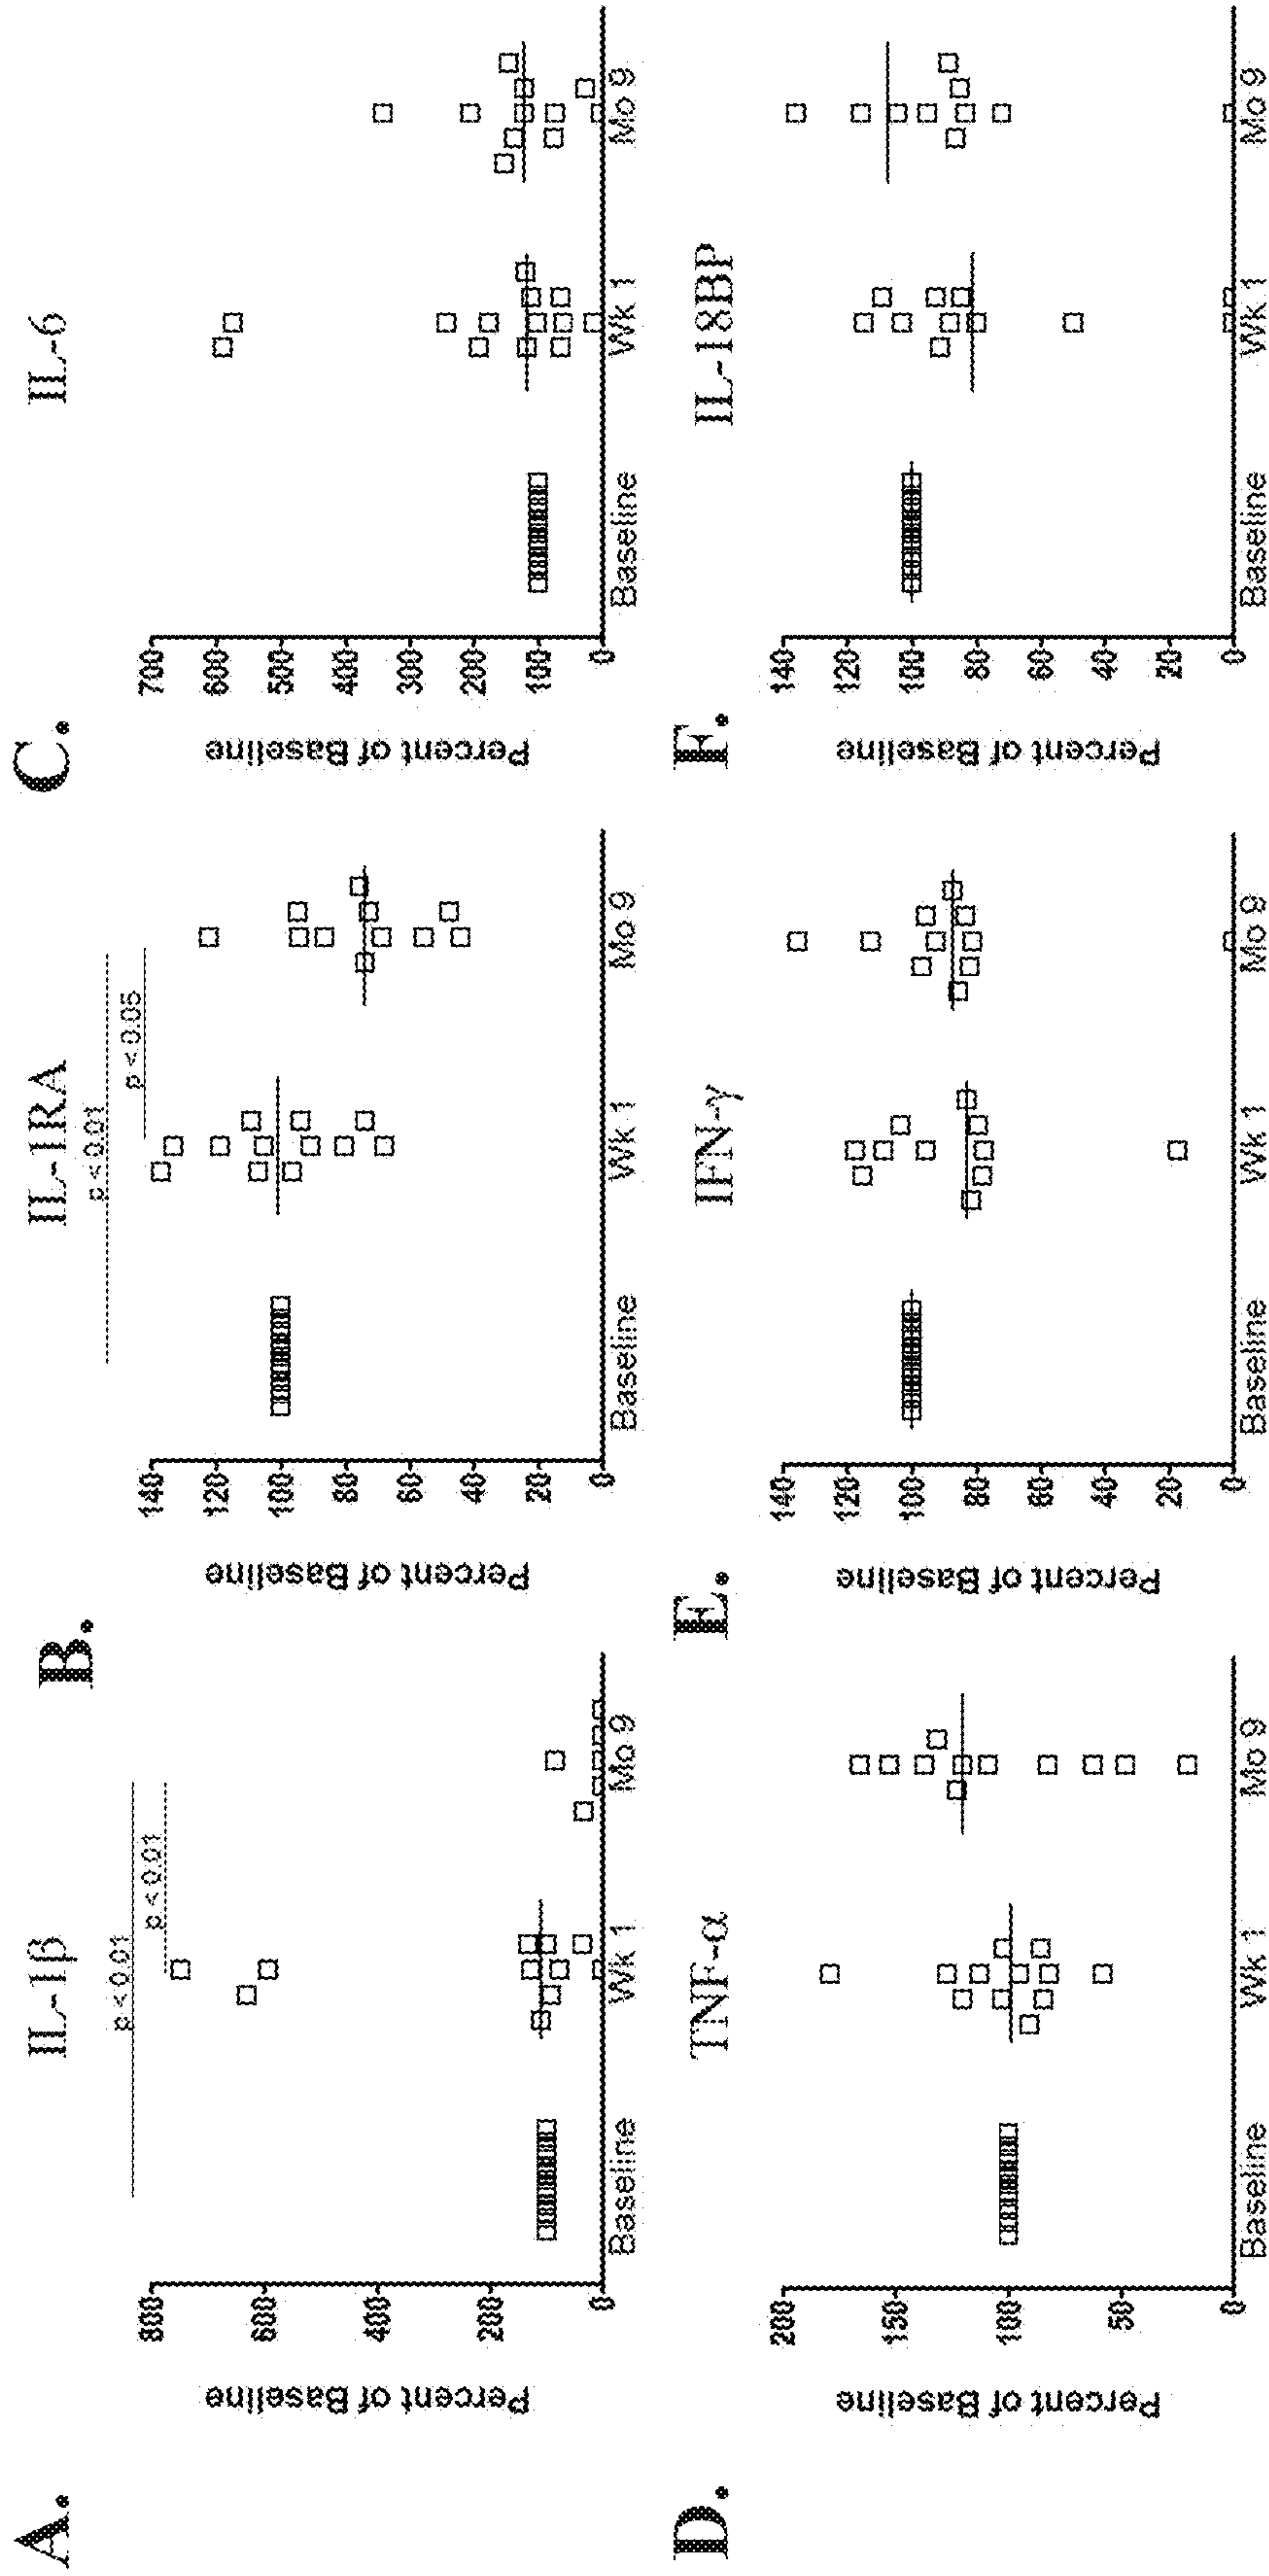 A.
IL-1β
p < 0.01
p < 0.01
Percent of Baseline
800
600
400
200
0
Baseline
Wk 1
Mo 9
B.
IL-1RA
p < 0.01
p < 0.05
Percent of Baseline
140
120
100
80
60
40
20
0
Baseline
Wk 1
Mo 9
C.
IL-6
Percent of Baseline
700
600
500
400
300
200
100
0
Baseline
Wk 1
Mo 9
D.
TNF-α
Percent of Baseline
200
150
100
50
0
Baseline
Wk 1
Mo 9
E.
IFN-γ
Percent of Baseline
140
120
100
80
60
40
20
0
Baseline
Wk 1
Mo 9
F.
IL-18BP
Percent of Baseline
140
120
100
80
60
40
20
0
Baseline
Wk 1
Mo 9